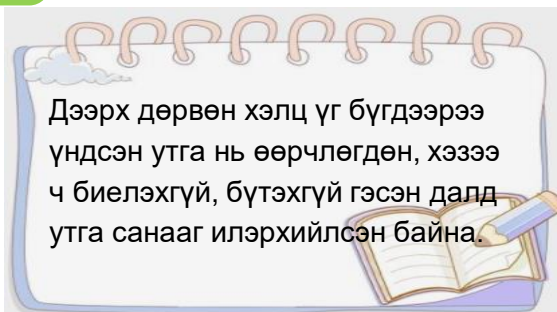 Дээрх дөрвөн хэлц үг бүгдээрээ
үндсэн утга нь өөрчлөгдөн, хэзээ
ч биелэхгүй, бүтэхгүй гэсэн далд
утга санааг илэрхийлсэн байна.